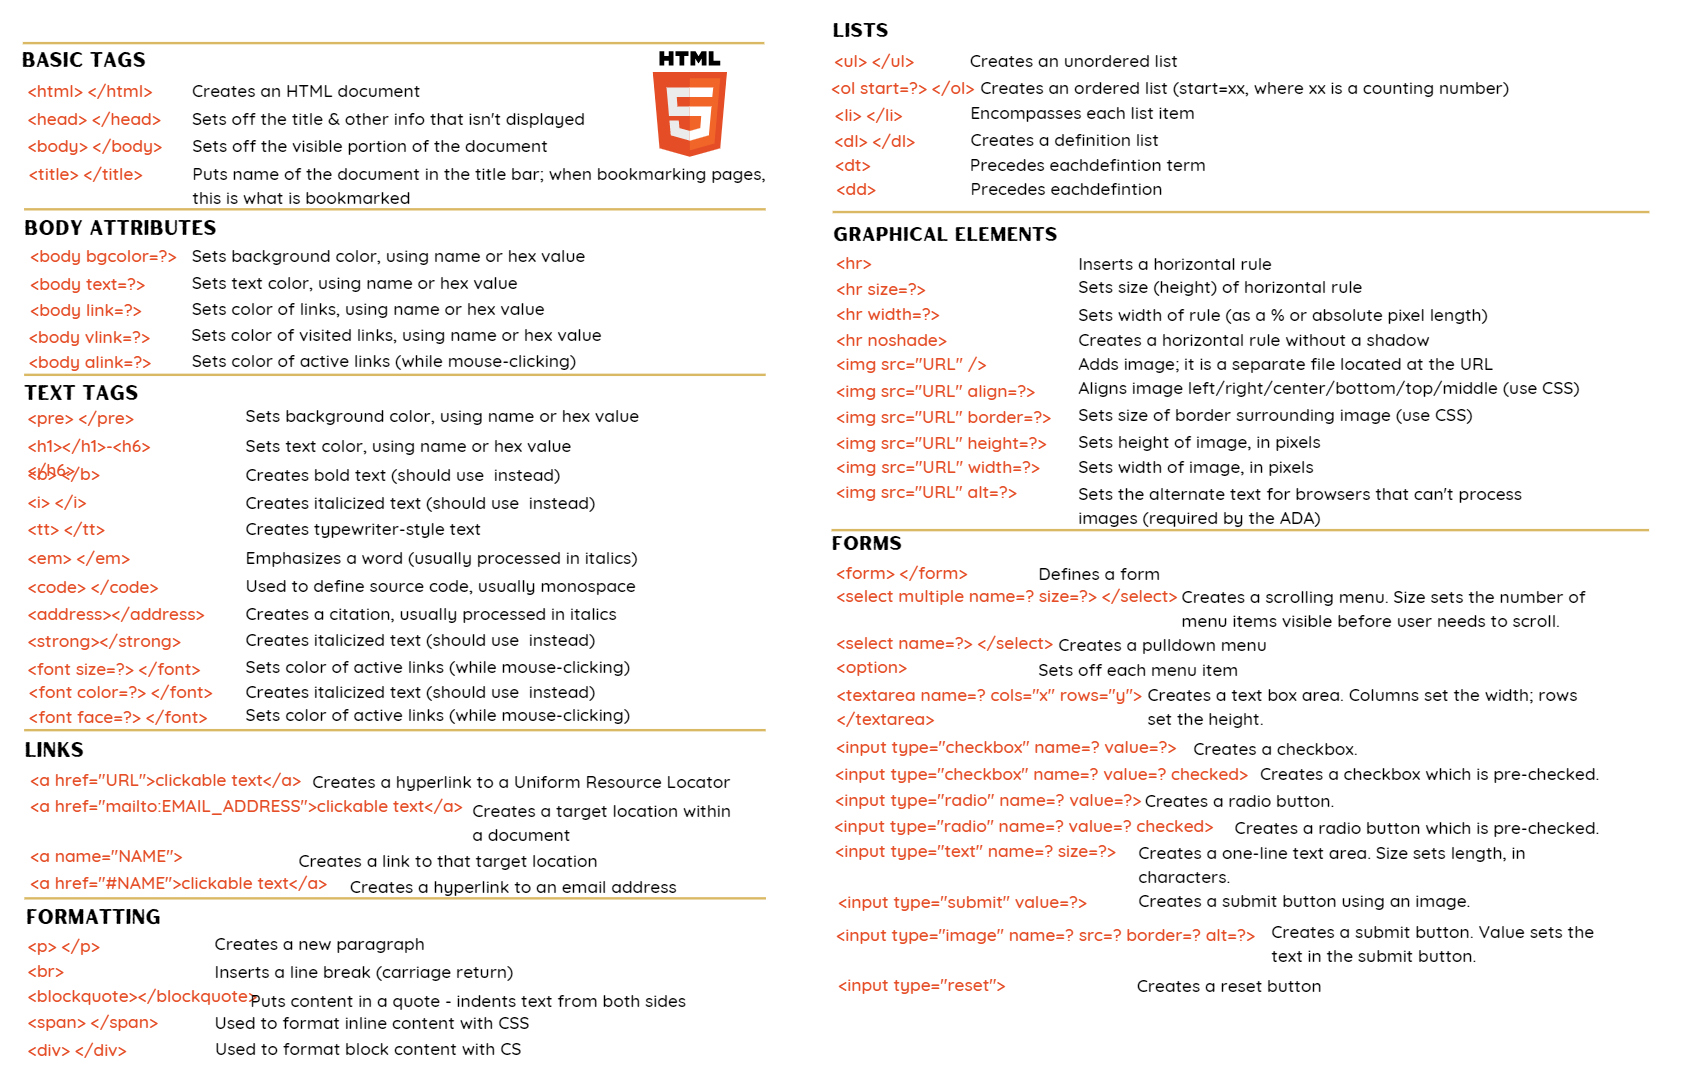 BASIC TAGS
HTML
5
<html> </html> Creates an HTML document
<head> </head> Sets off the title & other info that isn't displayed
<body> </body> Sets off the visible portion of the document
<title> </title> Puts name of the document in the title bar; when bookmarking pages,
this is what is bookmarked
BODY ATTRIBUTES
<body bgcolor=?> Sets background color, using name or hex value
<body text=?> Sets text color, using name or hex value
<body link=?> Sets color of links, using name or hex value
<body vlink=?> Sets color of visited links, using name or hex value
<body alink=?> Sets color of active links (while mouse-clicking)
TEXT TAGS
<pre> </pre> Sets background color, using name or hex value
<h1></h1>-<h6> Sets text color, using name or hex value
</h6>
<b></b> Creates bold text (should use  instead)
<i> </i> Creates italicized text (should use  instead)
<tt> </tt> Creates typewriter-style text
<em> </em> Emphasizes a word (usually processed in italics)
<code> </code> Used to define source code, usually monospace
<address></address> Creates a citation, usually processed in italics
<strong></strong> Creates italicized text (should use  instead)
<font size=?> </font> Sets color of active links (while mouse-clicking)
<font color=?> </font> Creates italicized text (should use  instead)
<font face=?> </font> Sets color of active links (while mouse-clicking)
LINKS
<a href="URL">clickable text</a> Creates a hyperlink to a Uniform Resource Locator
<a href="mailto:EMAIL_ADDRESS">clickable text</a> Creates a target location within
a document
<a name="NAME"> Creates a link to that target location
<a href="#NAME">clickable text</a> Creates a hyperlink to an email address
FORMATTING
<p> </p> Creates a new paragraph
<br> Inserts a line break (carriage return)
<blockquote></blockquote> Puts content in a quote - indents text from both sides
<span> </span> Used to format inline content with CSS
<div> </div> Used to format block content with CS
LISTS
<ul> </ul> Creates an unordered list
<ol start=?> </ol> Creates an ordered list (start=xx, where xx is a counting number)
<li> </li> Encompasses each list item
<dl> </dl> Creates a definition list
<dt> Precedes eachdefintion term
<dd> Precedes eachdefintion
GRAPHICAL ELEMENTS
<hr> Inserts a horizontal rule
<hr size=?> Sets size (height) of horizontal rule
<hr width=?> Sets width of rule (as a % or absolute pixel length)
<hr noshade> Creates a horizontal rule without a shadow
<img src="URL" /> Adds image; it is a separate file located at the URL
<img src="URL" align=?> Aligns image left/right/center/bottom/top/middle (use CSS)
<img src="URL" border=?> Sets size of border surrounding image (use CSS)
<img src="URL" height=?> Sets height of image, in pixels
<img src="URL" width=?> Sets width of image, in pixels
<img src="URL" alt=?> Sets the alternate text for browsers that can't process
images (required by the ADA)
FORMS
<form> </form> Defines a form
<select multiple name=? size=?> </select> Creates a scrolling menu. Size sets the number of
menu items visible before user needs to scroll.
<select name=?> </select> Creates a pulldown menu
<option> Sets off each menu item
<textarea name=? cols="x" rows="y"> Creates a text box area. Columns set the width; rows
</textarea> set the height.
<input type="checkbox" name=? value=?> Creates a checkbox.
<input type="checkbox" name=? value=? checked> Creates a checkbox which is pre-checked.
<input type="radio" name=? value=?> Creates a radio button.
<input type="radio" name=? value=? checked> Creates a radio button which is pre-checked.
<input type="text" name=? size=?> Creates a one-line text area. Size sets length, in
characters.
<input type="submit" value=?> Creates a submit button using an image.
<input type="image" name=? src=? border=? alt=?> Creates a submit button. Value sets the
text in the submit button.
<input type="reset"> Creates a reset button